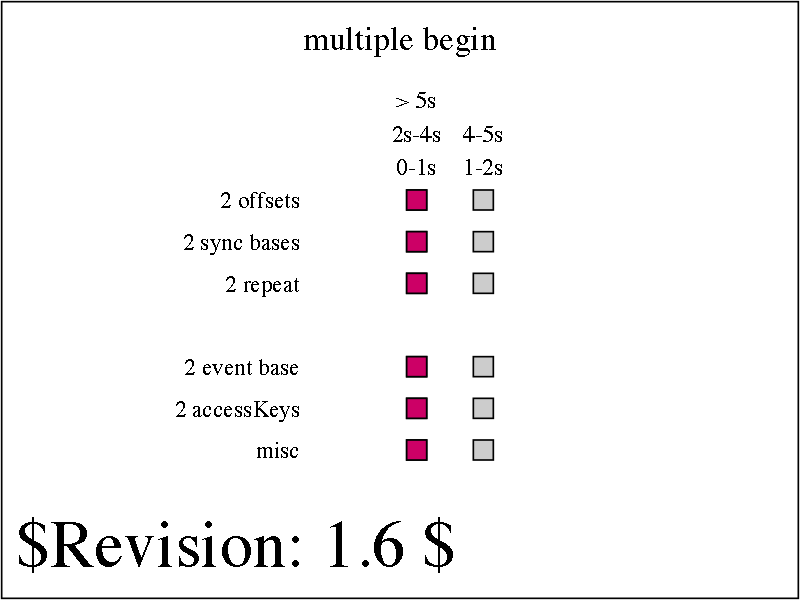 multiple begin
> 5s
2s-4s 4-5s
0-1s 1-2s
2 offsets
2 sync bases
2 repeat
2 event base
2 accessKeys
misc
$Revision: 1.6 $